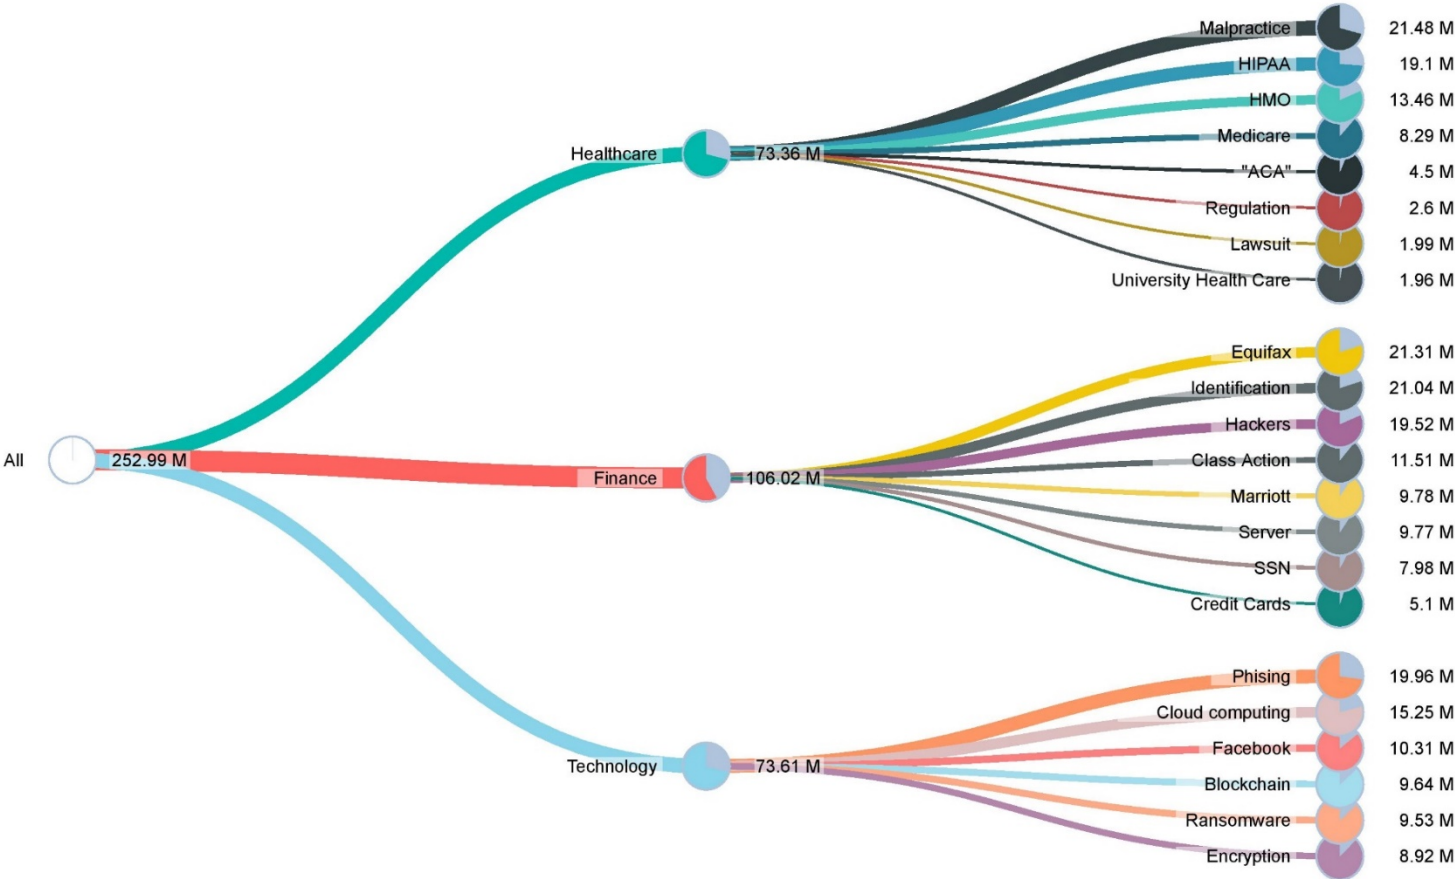 Malpractice 21.48 M
HIPAA 19.1 M
HMO 13.46 M
Medicare 8.29 M
Healthcare 73.36 M
"ACA" 4.5 M
Regulation 2.6 M
Lawsuit 1.99 M
University Health Care 1.96 M
Equifax 21.31 M
Identification 21.04 M
Hackers 19.52 M
All 252.99 M
Class Action 11.51 M
Finance 106.02 M
Marriott 9.78 M
Server 9.77 M
SSN 7.98 M
Credit Cards 5.1 M
Phising 19.96 M
Cloud computing 15.25 M
Facebook 10.31 M
Technology 73.61 M
Blockchain 9.64 M
Ransomware 9.53 M
Encryption 8.92 M